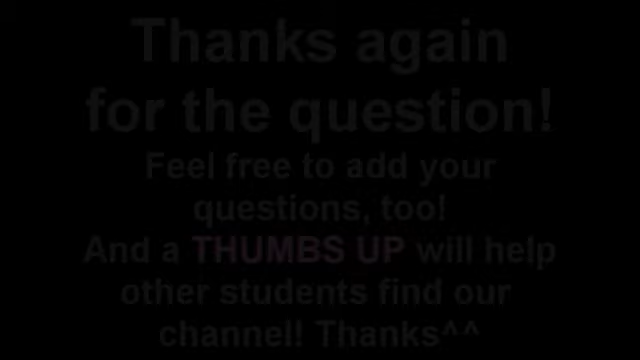 Thanks again
for the question!
Feel free to add your
questions, too!
And a THUMBS UP will help
other students find our
channel! Thanks^^